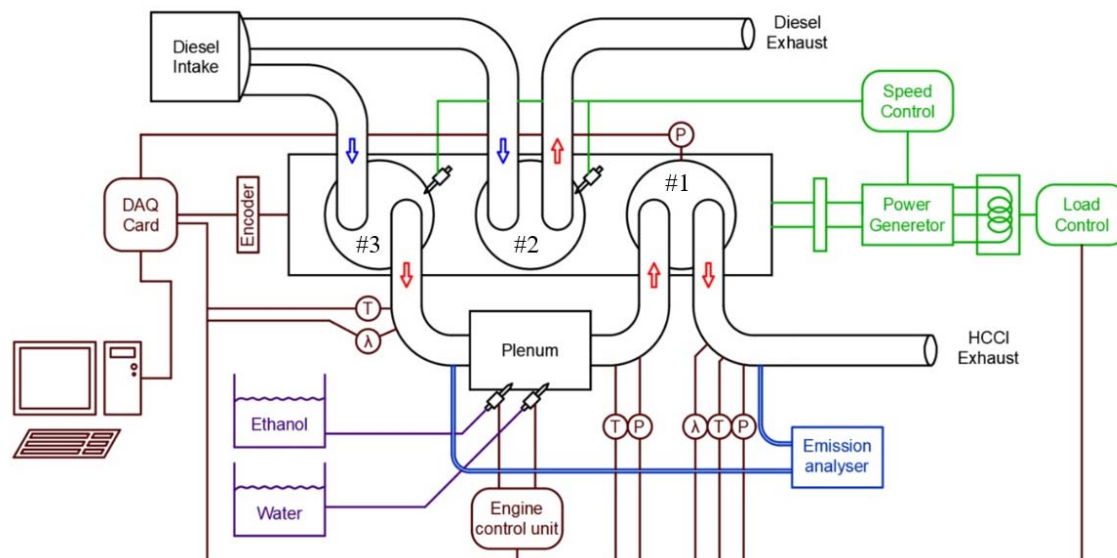 Diesel
Intake
Diesel
Exhaust
Speed
Control
P
#1
DAQ
Card
Encoder
#3
#2
Power
Generetor
Load
Control
T
λ
Plenum
HCCI
Exhaust
Ethanol
T
P
λ
T
P
Emission
analyser
Water
Engine
control unit